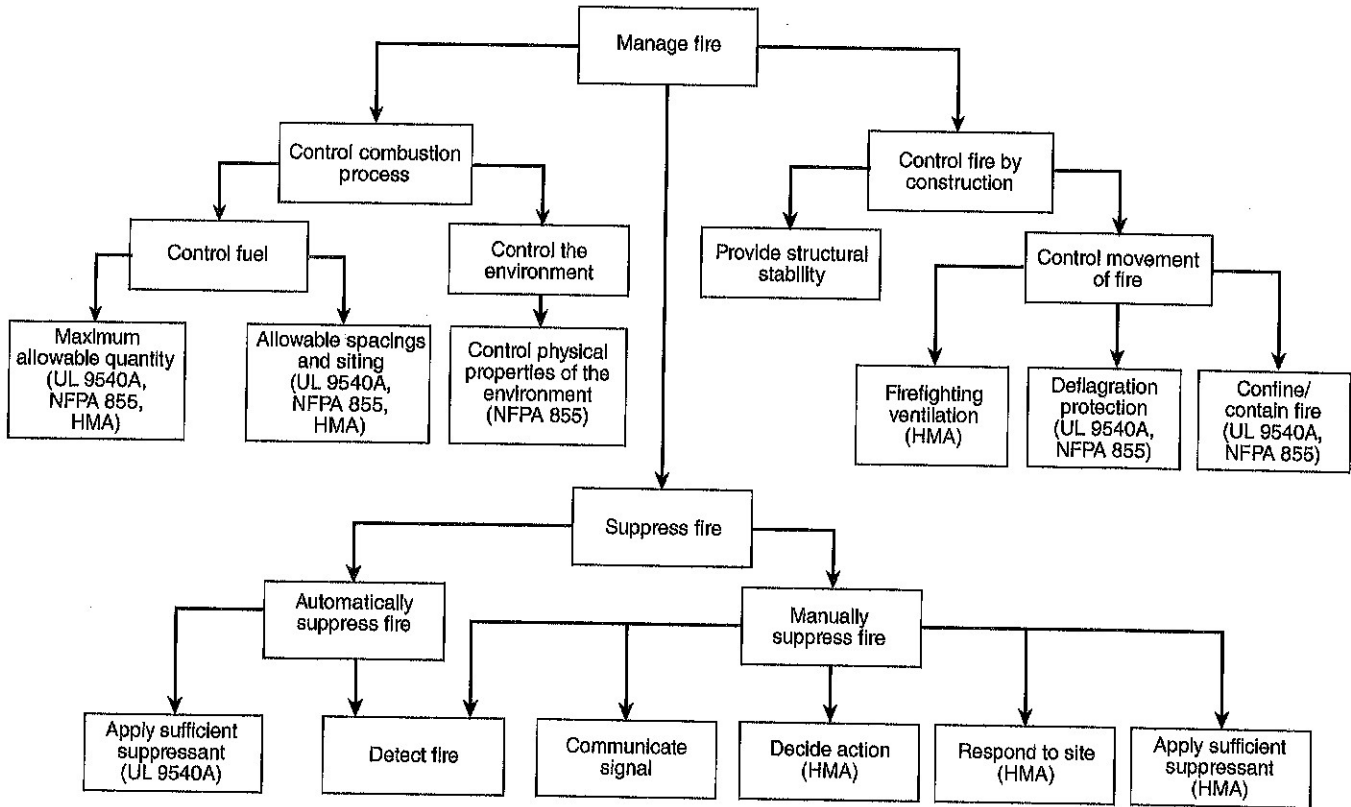 Manage fire
Control combustion
process
Control fire by
construction
Control fuel
Control the
environment
Provide structural
stability
Control movement
of fire
Maximum
allowable quantity
(UL 9540A,
NFPA 855,
HMA)
Allowable spacings
and siting
(UL 9540A,
NFPA 855,
HMA)
Control physical
properties of the
environment
(NFPA 855)
Firefighting
ventilation
(HMA)
Deflagration
protection
(UL 9540A,
NFPA 855)
Confine/
contain fire
(UL 9540A,
NFPA 855)
Suppress fire
Automatically
suppress fire
Manually
suppress fire
Apply sufficient
suppressant
(UL 9540A)
Detect fire
Communicate
signal
Decide action
(HMA)
Respond to site
(HMA)
Apply sufficient
suppressant
(HMA)